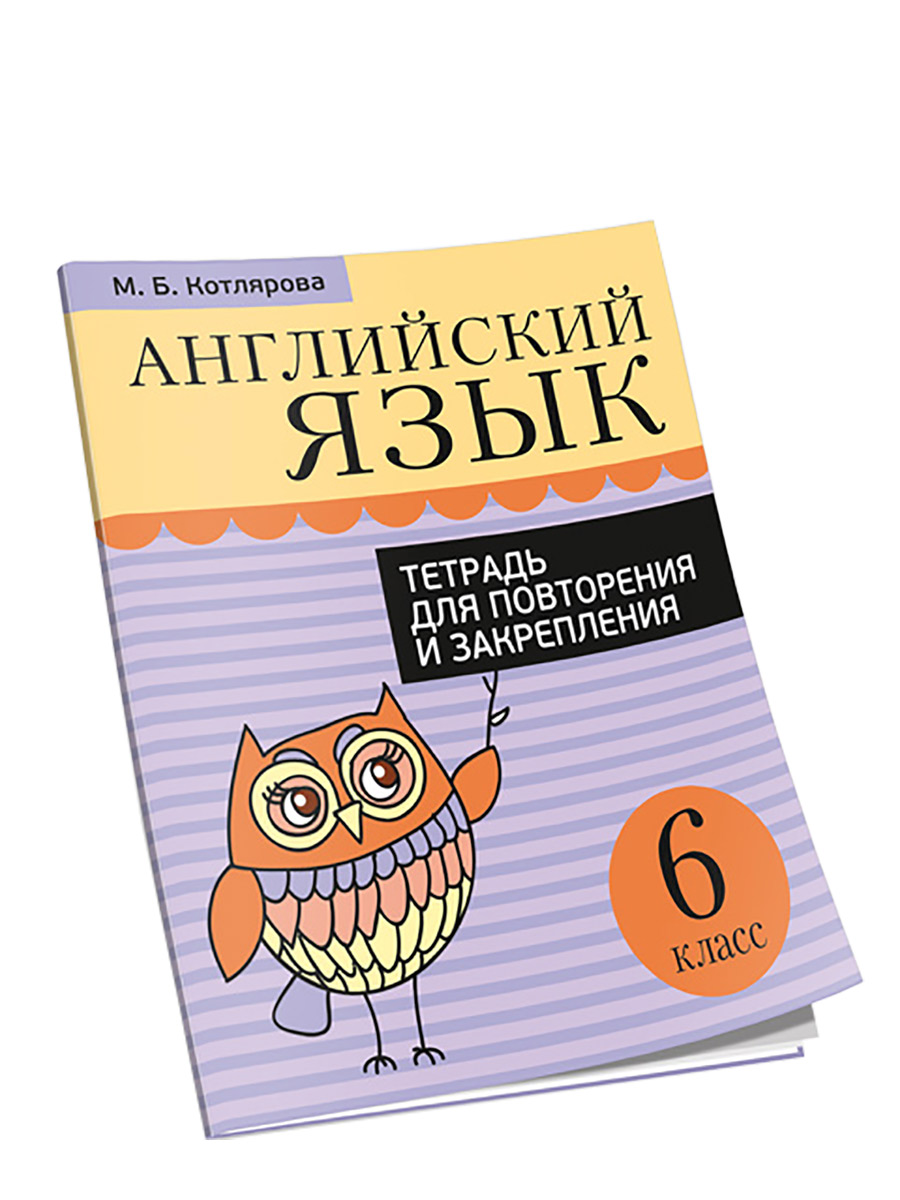 М. Б. Котлярова
АНГЛИЙСКИЙ
ЯЗЫК
ТЕТРАДЬ
ДЛЯ ПОВТОРЕНИЯ
И ЗАКРЕПЛЕНИЯ
6
класс